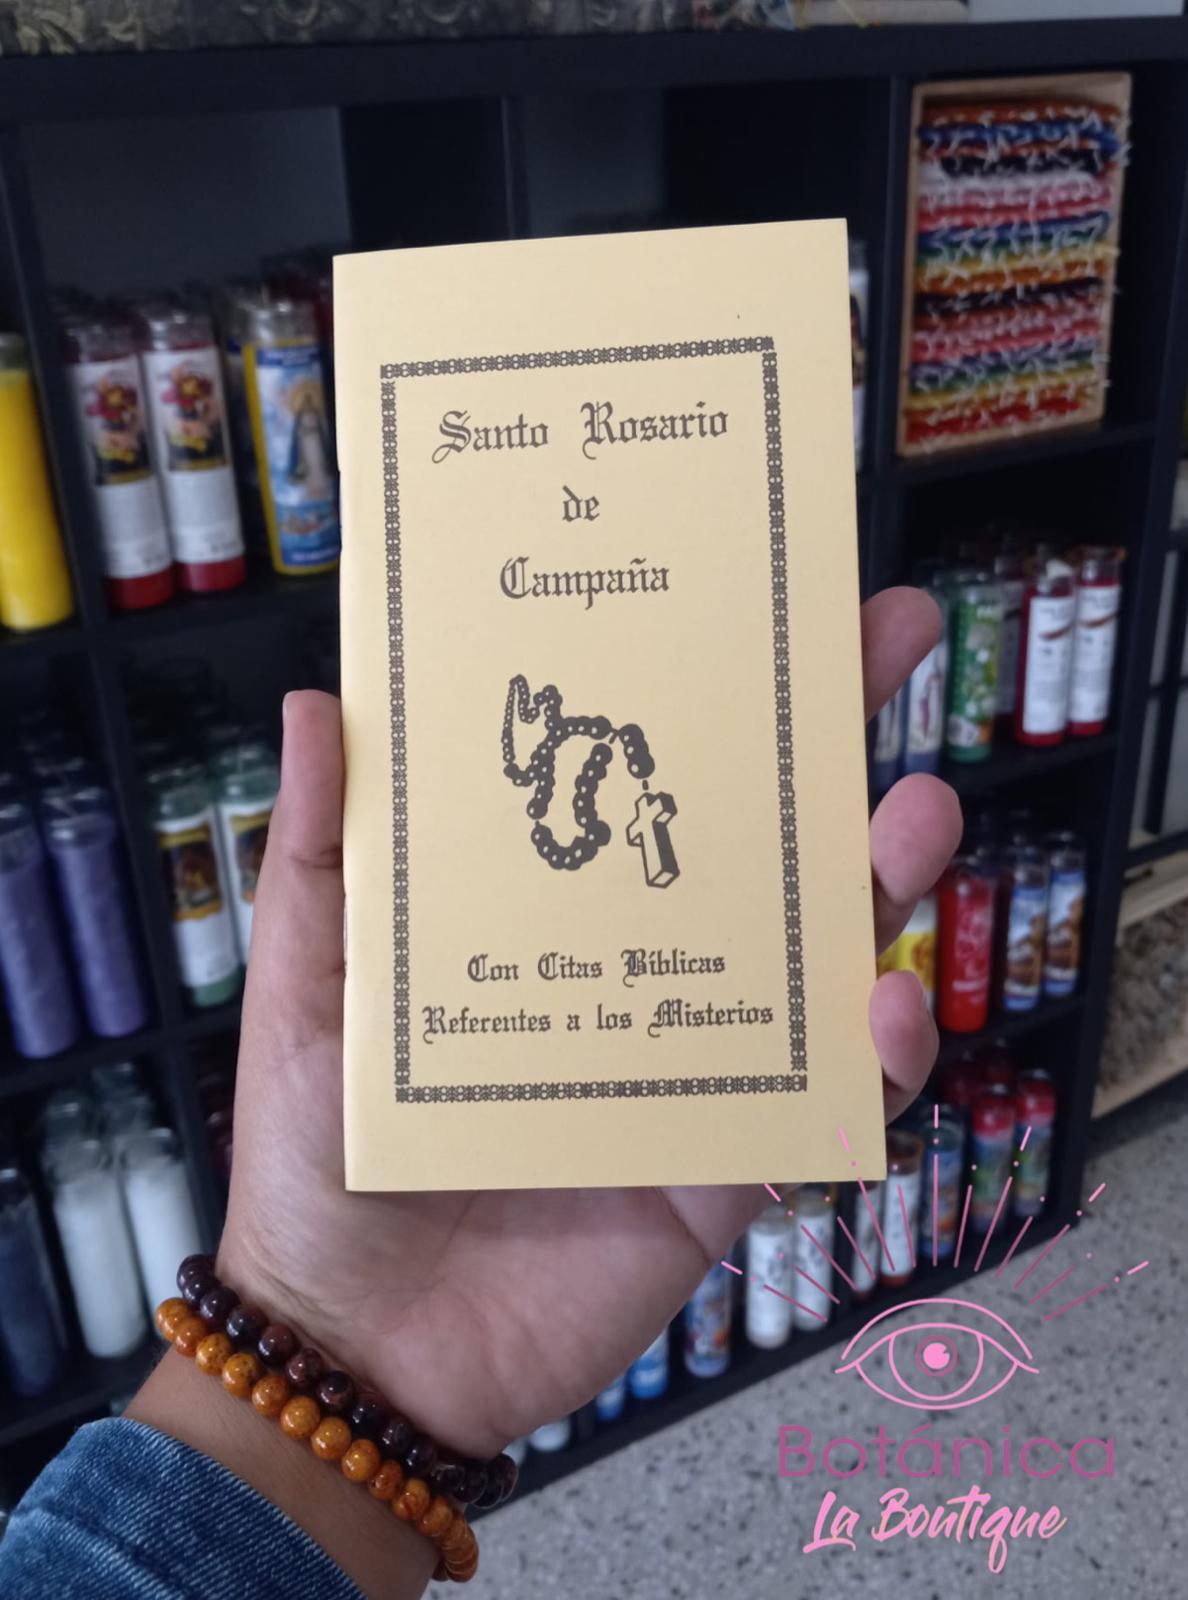 Santo Rosario
de
Campaña
Con Citas Bíblicas
Referentes a los Misterios
Botánica
La Boutique